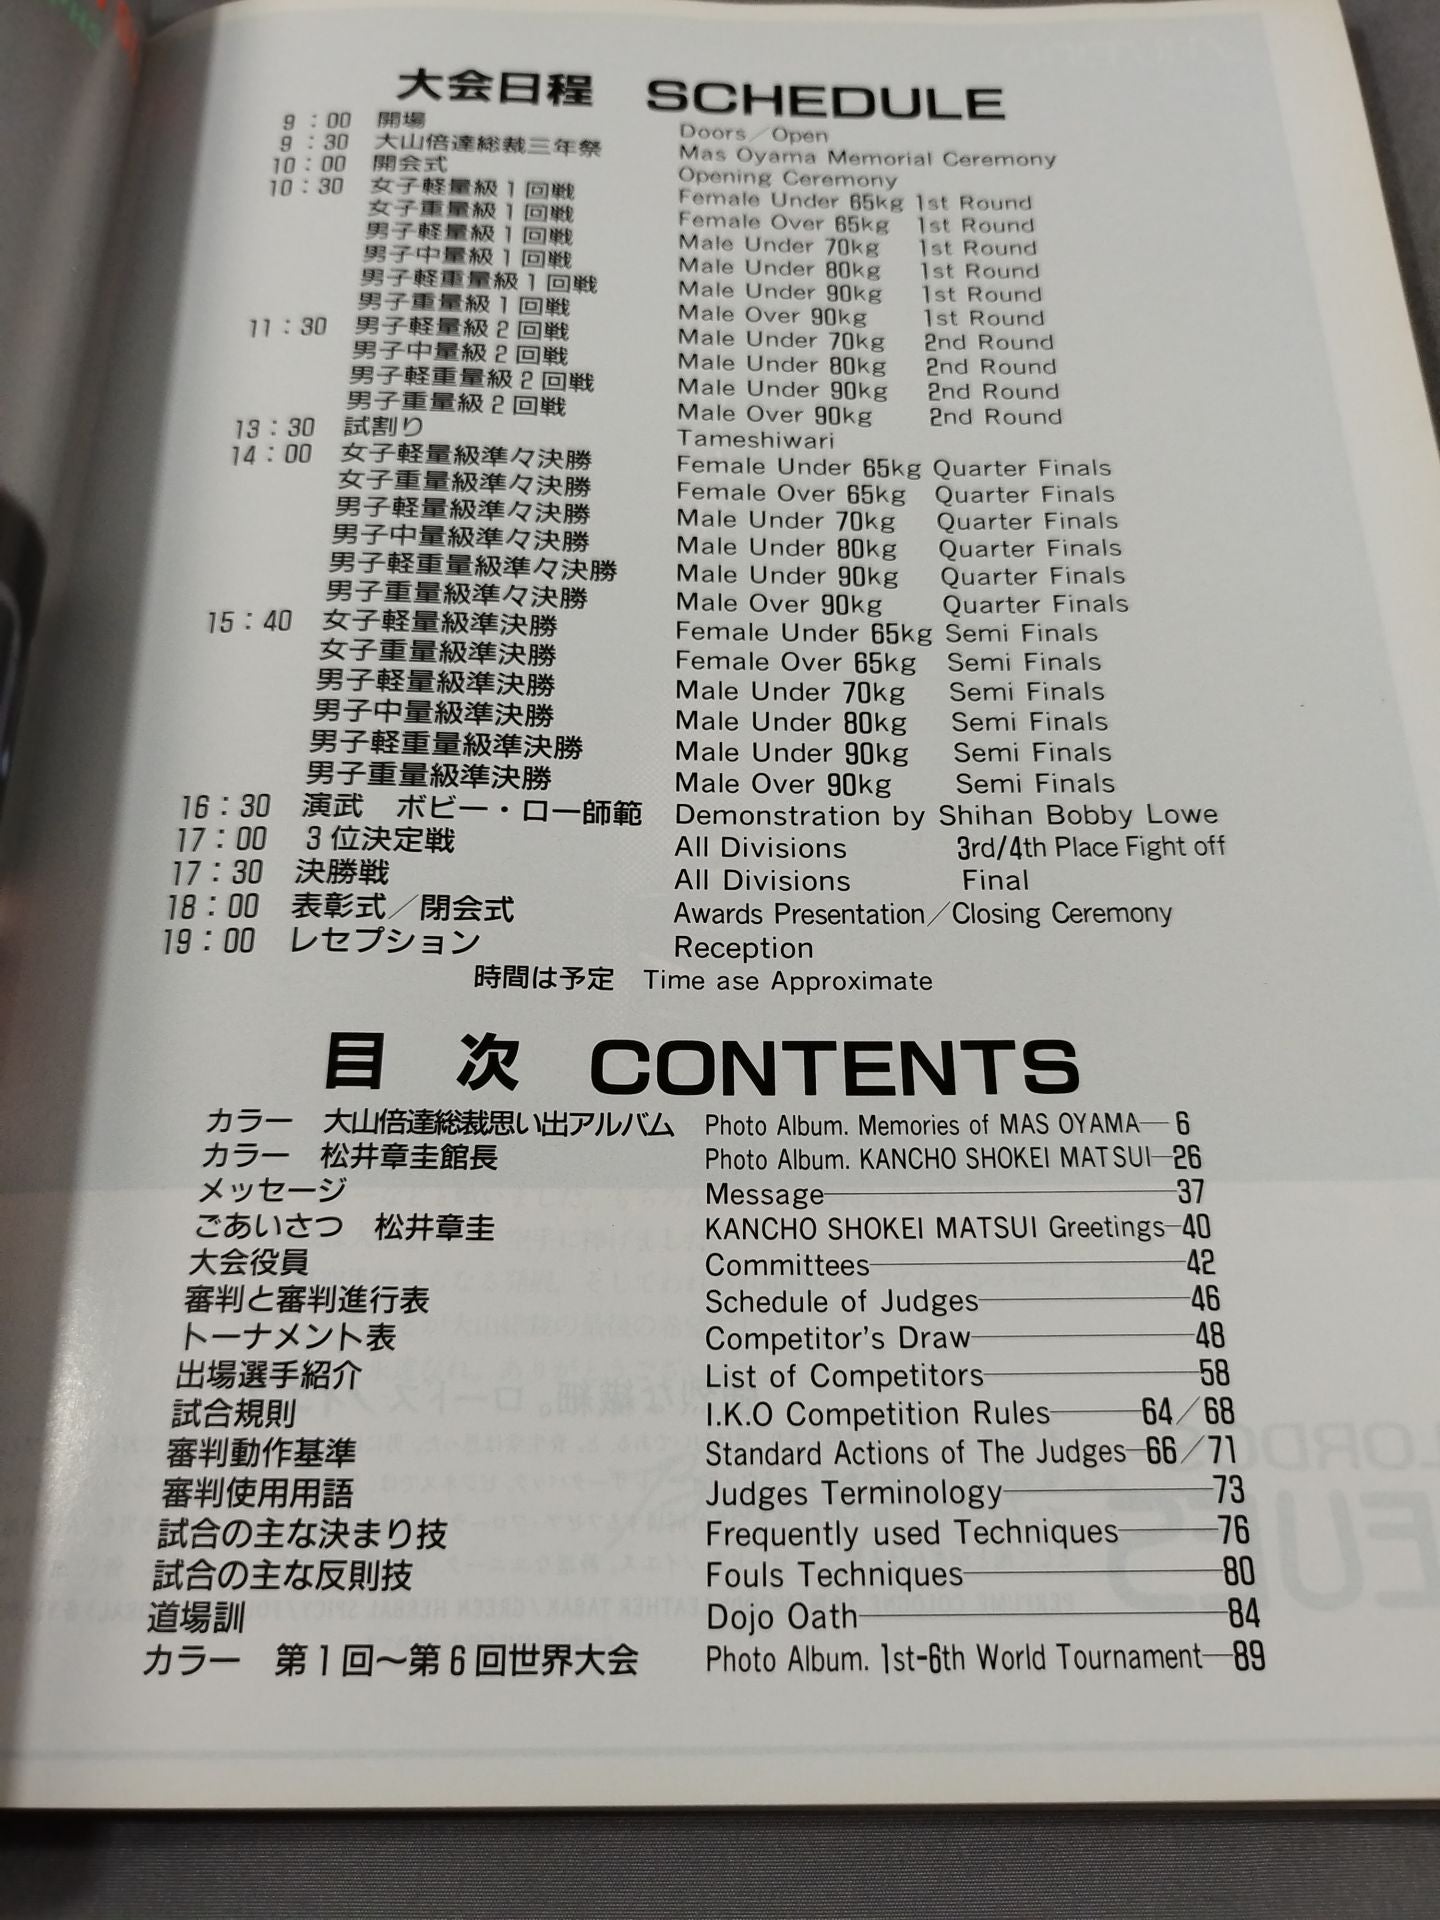 大会日程 SCHEDULE
9：00 開場 Doors／Open
9：30 大山倍達総裁三年祭 Mas Oyama Memorial Ceremony
10：00 開会式 Opening Ceremony
10：30 女子軽量級1回戦 Female Under 65kg 1st Round
女子重量級1回戦 Female Over 65kg 1st Round
男子軽量級1回戦 Male Under 70kg 1st Round
男子中量級1回戦 Male Under 80kg 1st Round
男子軽重量級1回戦 Male Under 90kg 1st Round
男子重量級1回戦 Male Over 90kg 1st Round
11：30 男子軽量級2回戦 Male Under 70kg 2nd Round
男子中量級2回戦 Male Under 80kg 2nd Round
男子軽重量級2回戦 Male Under 90kg 2nd Round
男子重量級2回戦 Male Over 90kg 2nd Round
13：30 試割り Tameshiwari
14：00 女子軽量級準々決勝 Female Under 65kg Quarter Finals
女子重量級準々決勝 Female Over 65kg Quarter Finals
男子軽量級準々決勝 Male Under 70kg Quarter Finals
男子中量級準々決勝 Male Under 80kg Quarter Finals
男子軽重量級準々決勝 Male Under 90kg Quarter Finals
男子重量級準々決勝 Male Over 90kg Quarter Finals
15：40 女子軽量級準決勝 Female Under 65kg Semi Finals
女子重量級準決勝 Female Over 65kg Semi Finals
男子軽量級準決勝 Male Under 70kg Semi Finals
男子中量級準決勝 Male Under 80kg Semi Finals
男子軽重量級準決勝 Male Under 90kg Semi Finals
男子重量級準決勝 Male Over 90kg Semi Finals
16：30 演武 ボビー・ロー師範 Demonstration by Shihan Bobby Lowe
17：00 3位決定戦 All Divisions 3rd/4th Place Fight off
17：30 決勝戦 All Divisions Final
18：00 表彰式／閉会式 Awards Presentation／Closing Ceremony
19：00 レセプション Reception
時間は予定 Time ase Approximate
目次 CONTENTS
カラー 大山倍達総裁思い出アルバム Photo Album. Memories of MAS OYAMA—6
カラー 松井章圭館長 Photo Album. KANCHO SHOKEI MATSUI—26
メッセージ Message—37
ごあいさつ 松井章圭 KANCHO SHOKEI MATSUI Greetings—40
大会役員 Committees—42
審判と審判進行表 Schedule of Judges—46
トーナメント表 Competitor's Draw—48
出場選手紹介 List of Competitors—58
試合規則 I.K.O Competition Rules—64／68
審判動作基準 Standard Actions of The Judges—66／71
審判使用用語 Judges Terminology—73
試合の主な決まり技 Frequently used Techniques—76
試合の主な反則技 Fouls Techniques—80
道場訓 Dojo Oath—84
カラー 第1回〜第6回世界大会 Photo Album. 1st-6th World Tournament—89